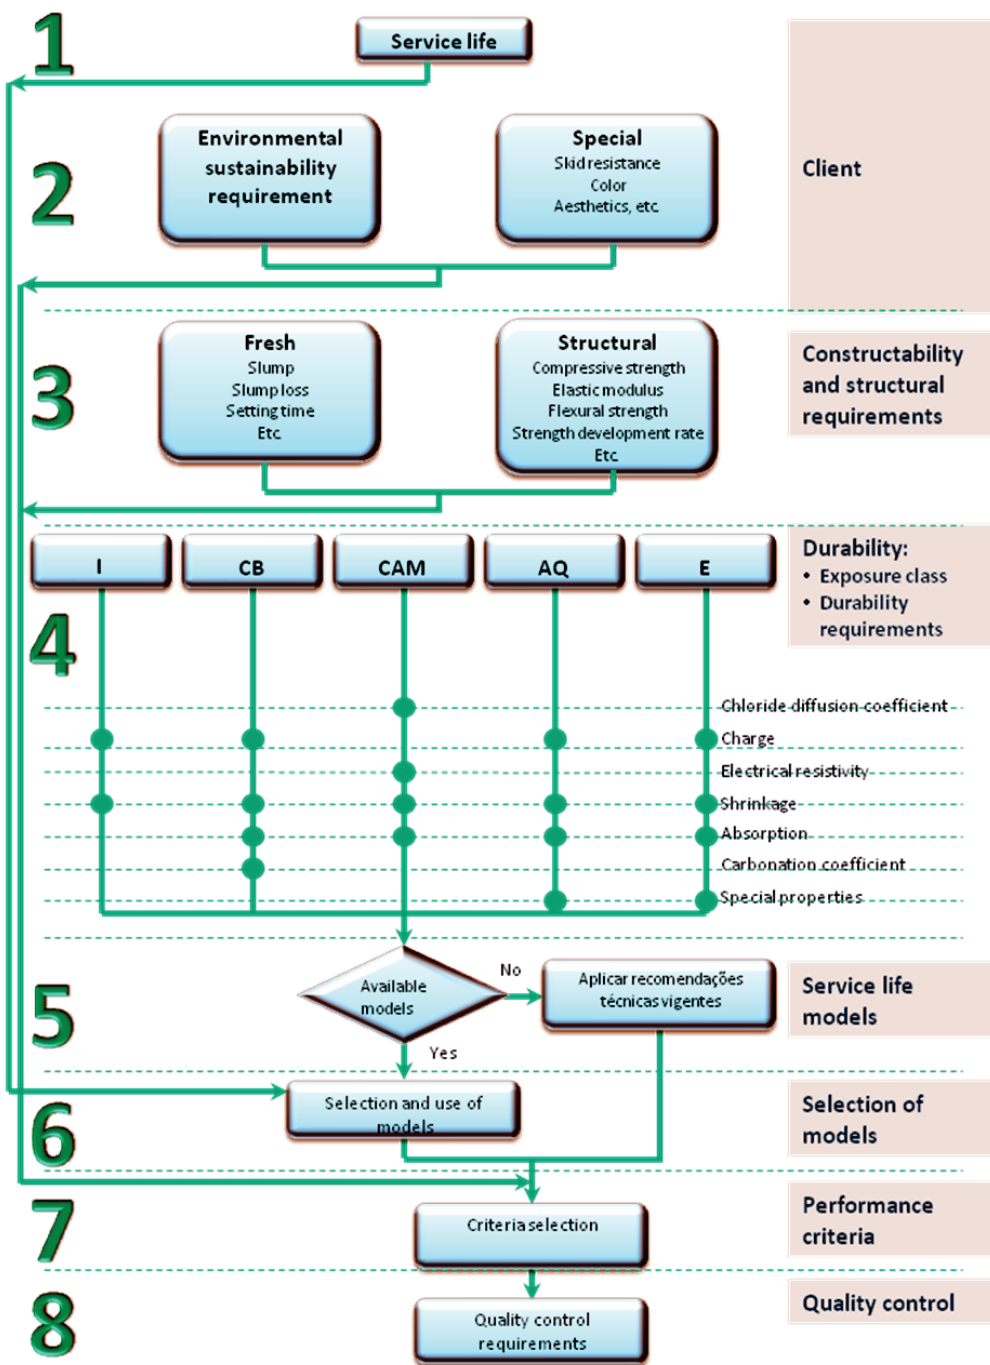 1
Service life
2
Environmental
sustainability
requirement
Special
Skid resistance
Color
Aesthetics, etc.
Client
3
Fresh
Slump
Slump loss
Setting time
Etc.
Structural
Compressive strength
Elastic modulus
Flexural strength
Strength development rate
Etc.
Constructability
and structural
requirements
4
I
CB
CAM
AQ
E
Durability:
• Exposure class
• Durability
requirements
Chloride diffusion coefficient
Charge
Electrical resistivity
Shrinkage
Absorption
Carbonation coefficient
Special properties
5
Available
models
No
Yes
Aplicar recomendações
técnicas vigentes
Service life
models
6
Selection and use of
models
Selection of
models
7
Criteria selection
Performance
criteria
8
Quality control
requirements
Quality control